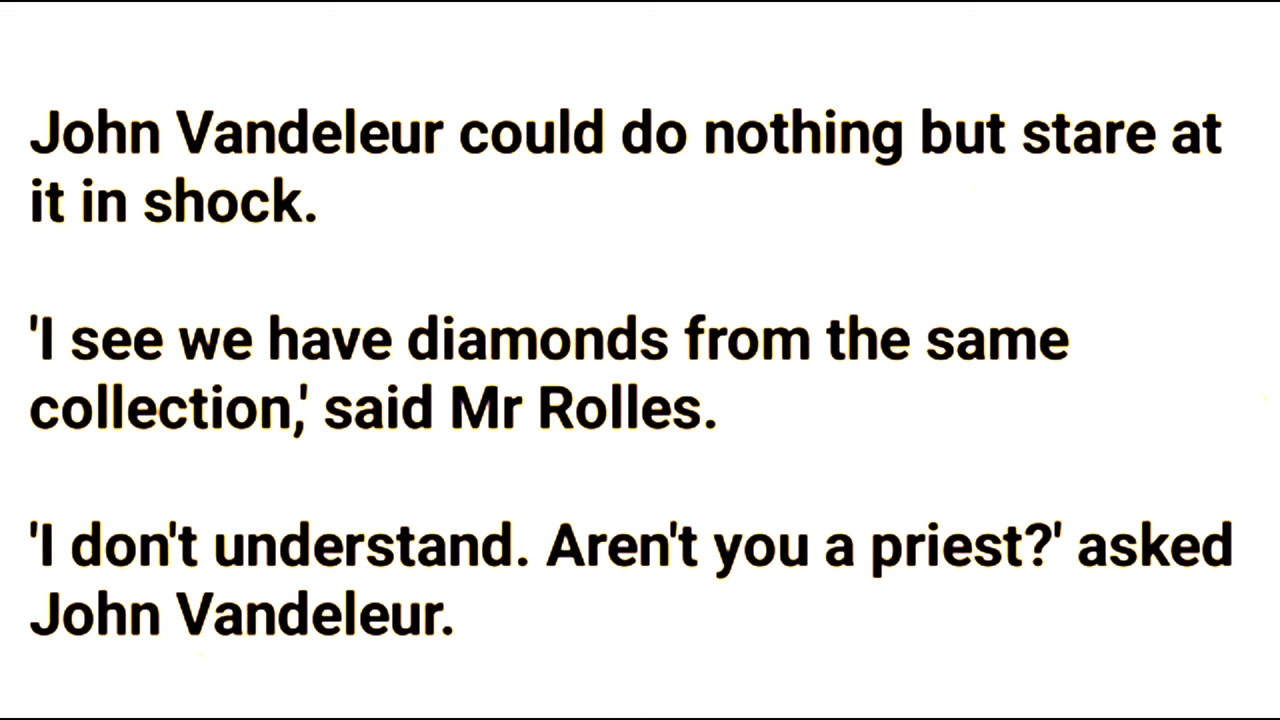 John Vandeleur could do nothing but stare at
it in shock.
'I see we have diamonds from the same
collection,' said Mr Rolles.
'I don't understand. Aren't you a priest?' asked
John Vandeleur.